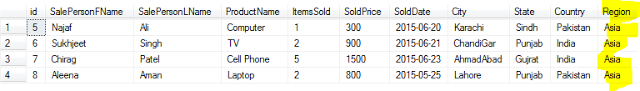 id SalePersonFName SalePersonLName ProductName ItemsSold SoldPrice SoldDate City State Country Region
1 5 Najaf Ali Computer 1 300 2015-06-20 Karachi Sindh Pakistan Asia
2 6 Sukhjeet Singh TV 2 900 2015-06-21 ChandiGar Punjab India Asia
3 7 Chirag Patel Cell Phone 5 1500 2015-06-23 AhmadAbad Gujrat India Asia
4 8 Aleena Aman Laptop 2 800 2015-05-25 Lahore Punjab Pakistan Asia